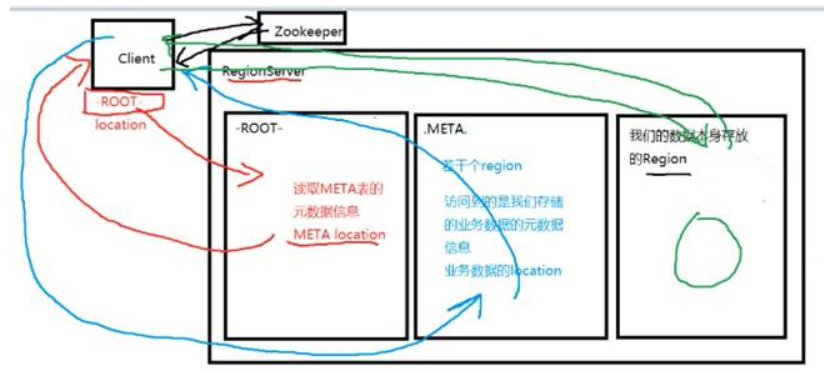 Zookeeper
Client
RegionServer
-ROOT-
location
-ROOT-
读取META表的
元数据信息
META location
.META.
若干个region
访问到的是我们存储
的业务数据的元数据
信息
业务数据的location
我们的数据本身存放
的Region